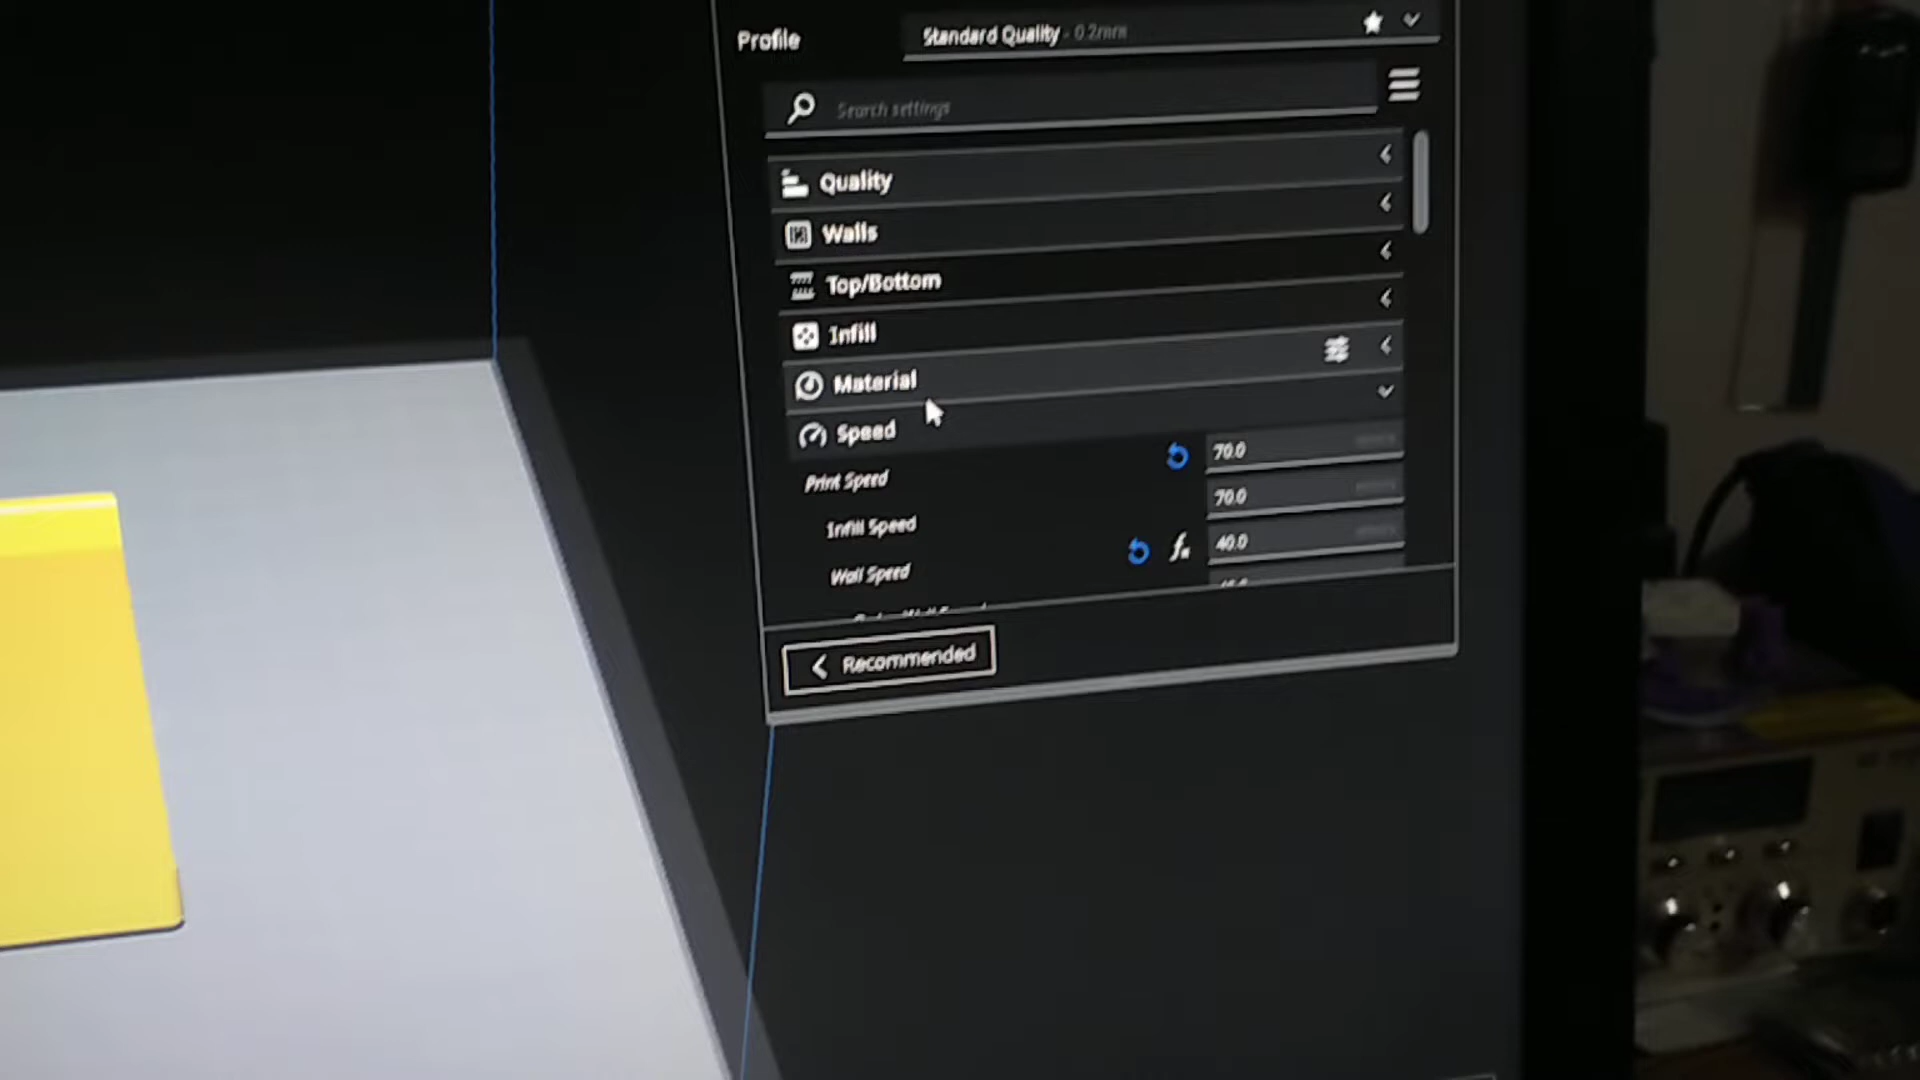 Profile
Standard Quality - 0.2mm
Search settings
Quality
Walls
Top/Bottom
Infill
Material
Speed
Print Speed 70.0
Infill Speed 70.0
Wall Speed 40.0
Recommended